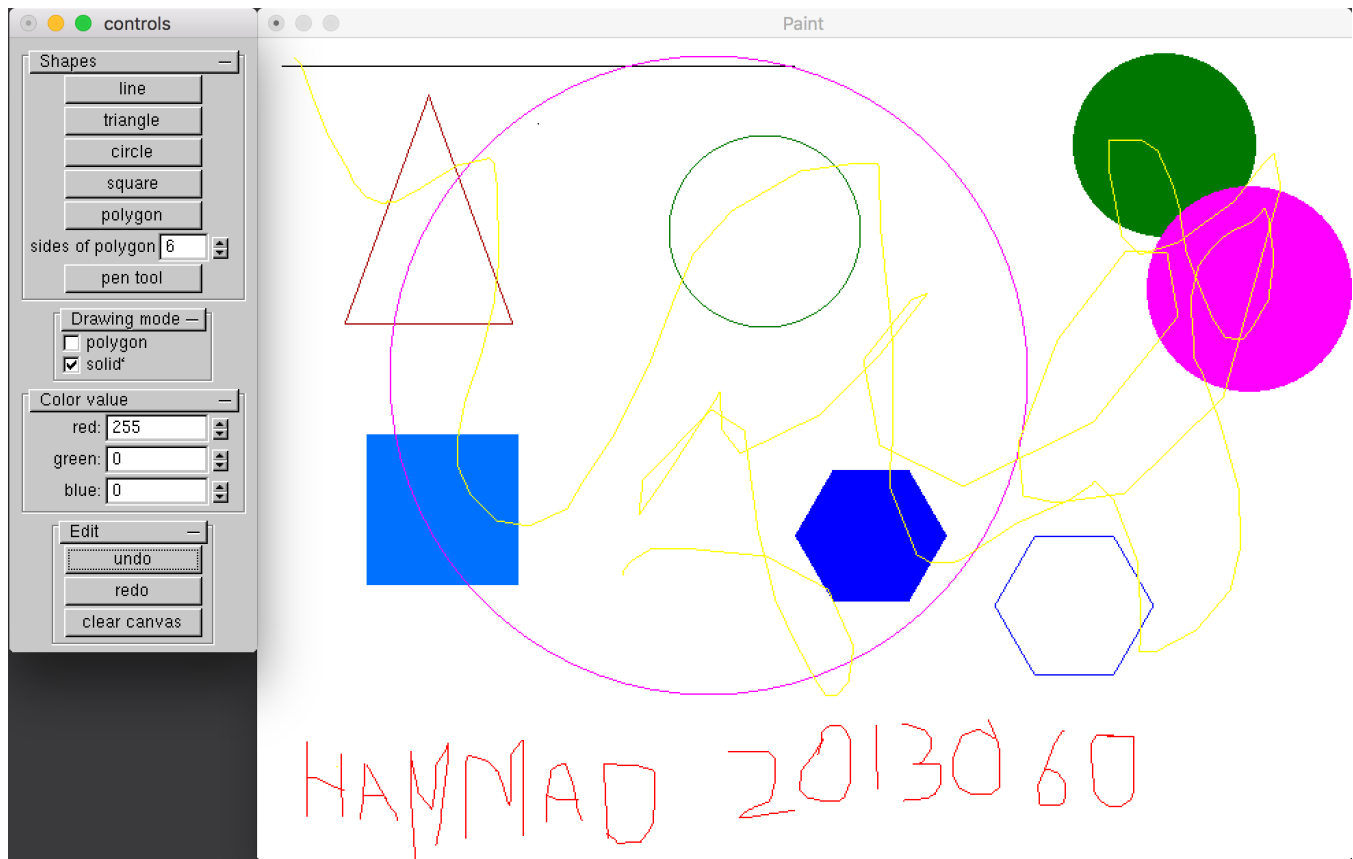 controls
Paint
Shapes
line
triangle
circle
square
polygon
sides of polygon 6
pen tool
Drawing mode
polygon
solid
Color value
red: 255
green: 0
blue: 0
Edit
undo
redo
clear canvas
HAMMAD 2013060